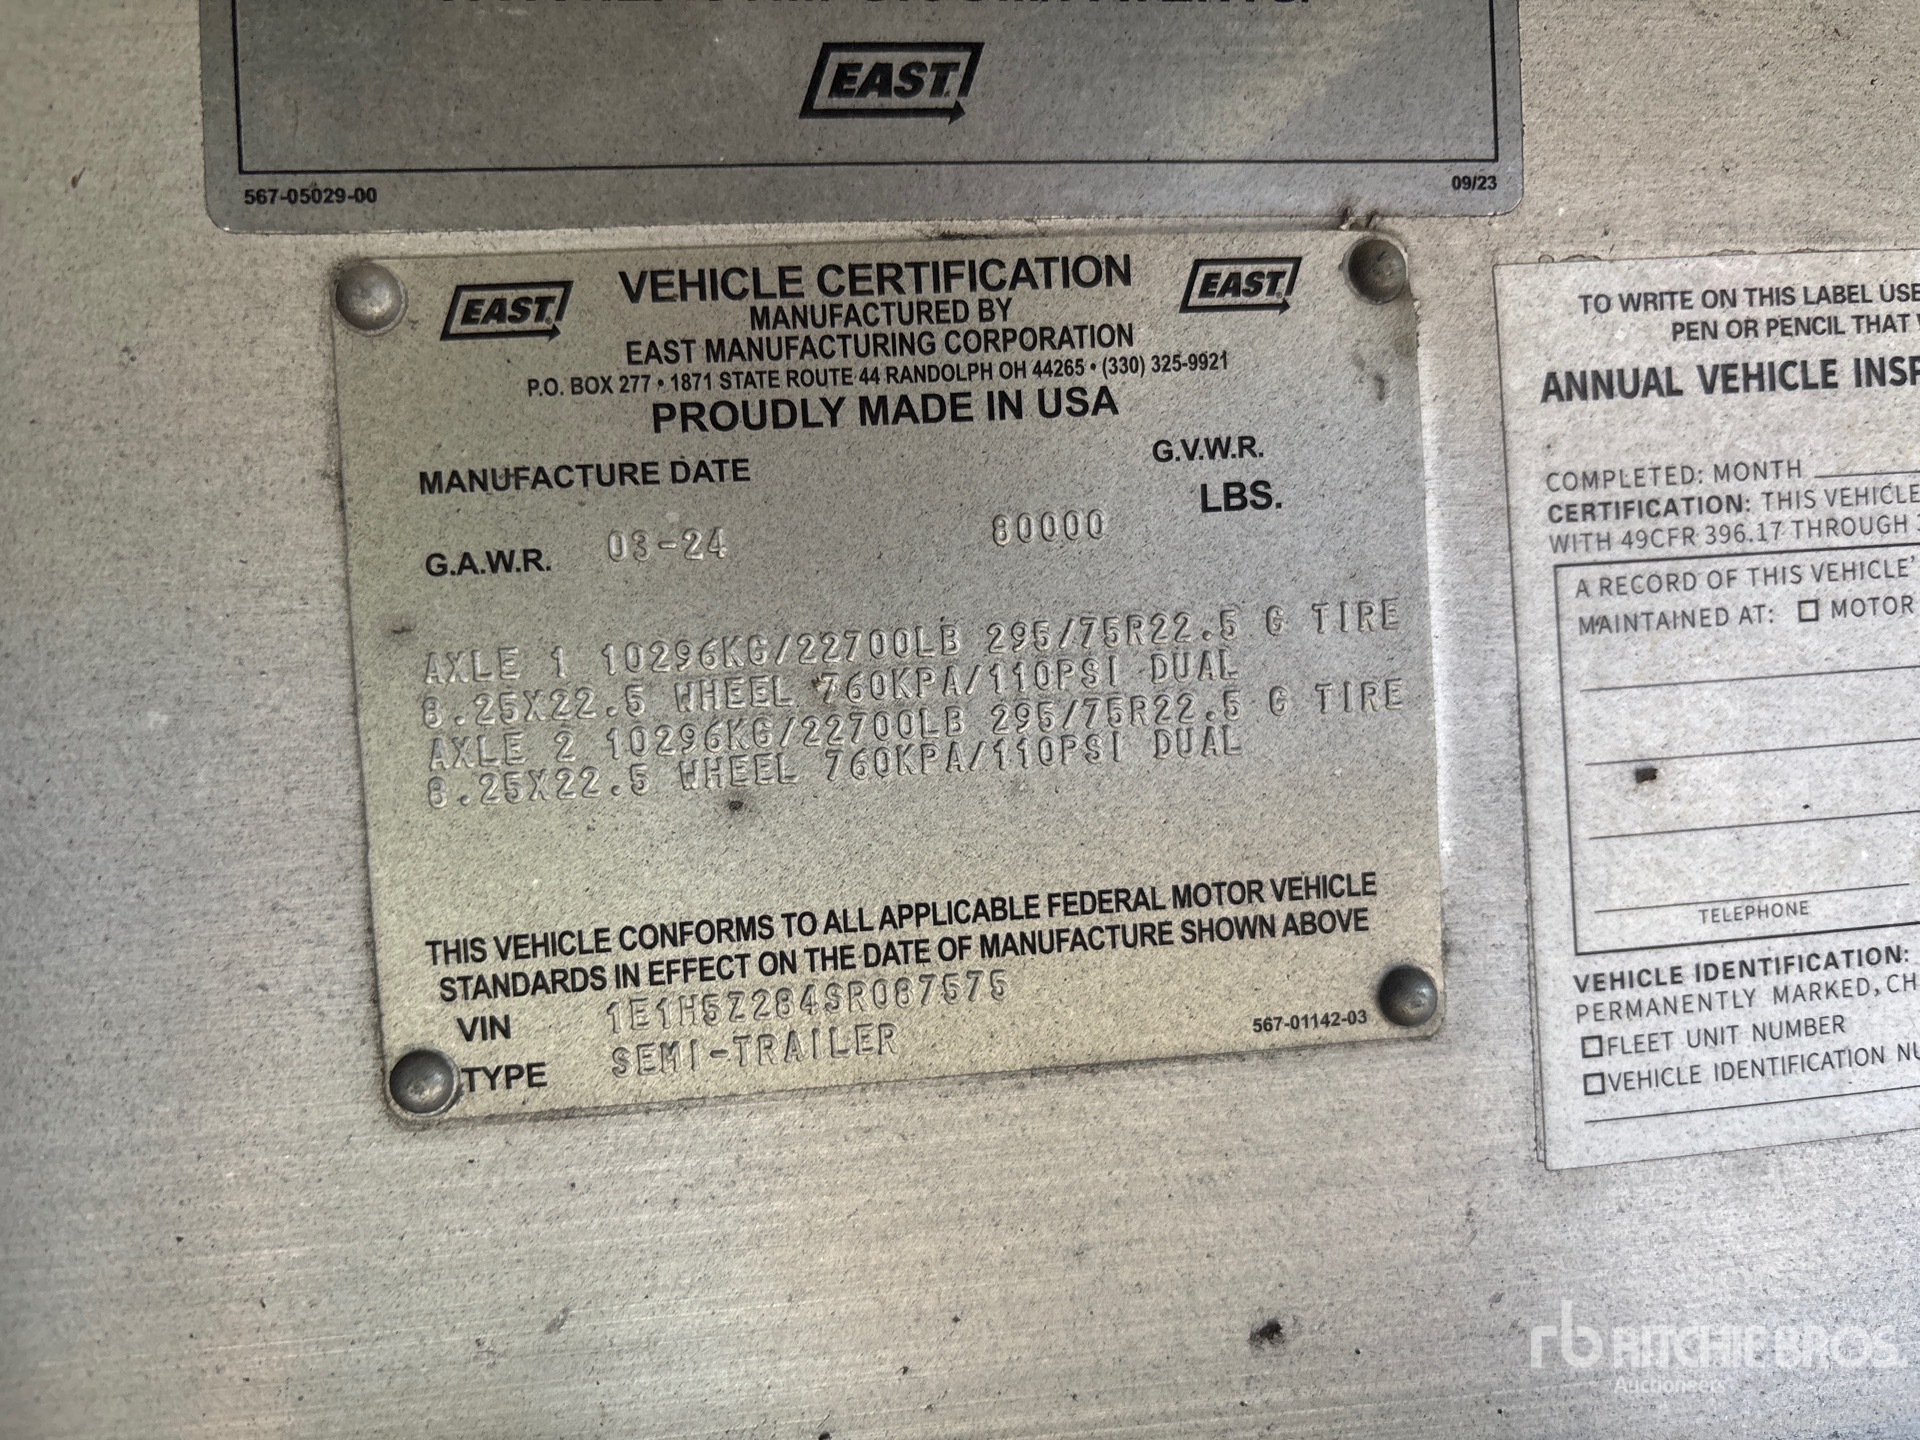 EAST
567-05029-00
09/23
EAST
VEHICLE CERTIFICATION
EAST
MANUFACTURED BY
EAST MANUFACTURING CORPORATION
P.O. BOX 277 • 1871 STATE ROUTE 44 RANDOLPH OH 44265 • (330) 325-9921
PROUDLY MADE IN USA
MANUFACTURE DATE
G.V.W.R.
LBS.
G.A.W.R. 03-24 80000
AXLE 1 10296KG/22700LB 295/75R22.5 G TIRE
8.25X22.5 WHEEL 760KPA/110PSI DUAL
AXLE 2 10296KG/22700LB 295/75R22.5 G TIRE
8.25X22.5 WHEEL 760KPA/110PSI DUAL
THIS VEHICLE CONFORMS TO ALL APPLICABLE FEDERAL MOTOR VEHICLE
STANDARDS IN EFFECT ON THE DATE OF MANUFACTURE SHOWN ABOVE
VIN 1E1H5Z284SR087575
TYPE SEMI-TRAILER
567-01142-03
TO WRITE ON THIS LABEL USE
PEN OR PENCIL THAT
ANNUAL VEHICLE
COMPLETED: MONTH
CERTIFICATION: THIS VEHICLE
WITH 49CFR 396.17 THROUGH
A RECORD OF THIS VEHICLE'
MAINTAINED AT: MOTOR
TELEPHONE
VEHICLE IDENTIFICATION:
PERMANENTLY MARKED,
FLEET UNIT NUMBER
VEHICLE IDENTIFICATION
rb RITCHIE BROS.
Auctioneers